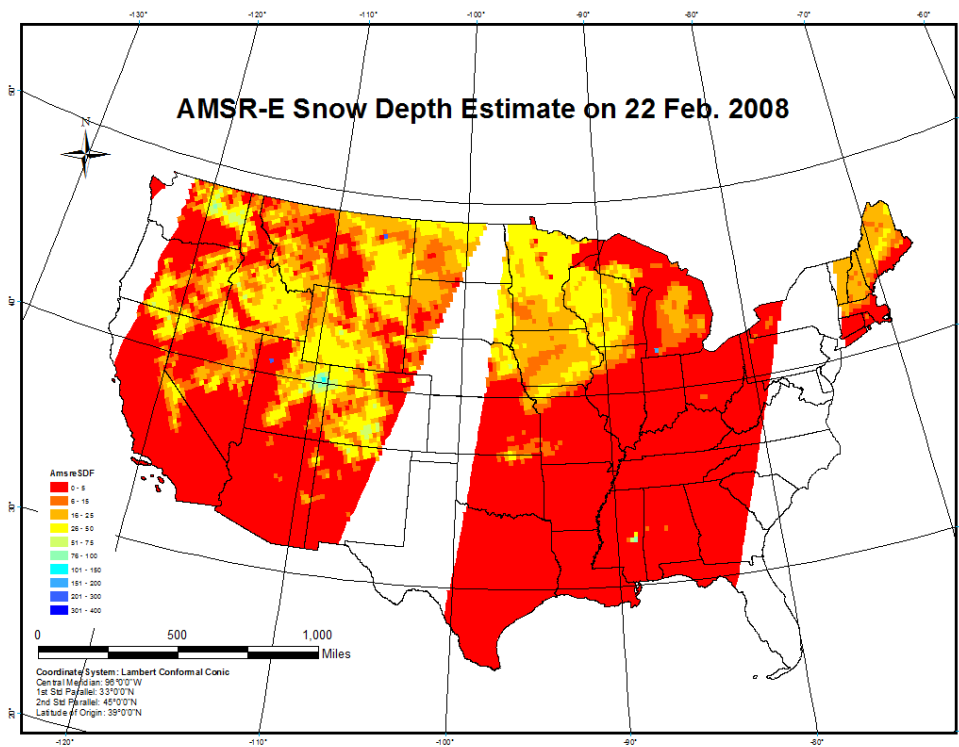 -130° -120° -110° -100° -90° -80° -70° -60°
50°
AMSR-E Snow Depth Estimate on 22 Feb. 2008
N
40°
AmsreSDF
0 - 5
6 - 15
16 - 25
30°
26 - 50
51 - 75
76 - 100
101 - 150
151 - 200
201 - 300
301 - 400
0 500 1,000
Miles
Coordinate System: Lambert Conformal Conic
Central Meridian: 96°0'0"W
1st Std Parallel: 33°0'0"N
2nd Std Parallel: 45°0'0"N
Latitude of Origin: 39°0'0"N
20°
-120° -110° -100° -90° -80°